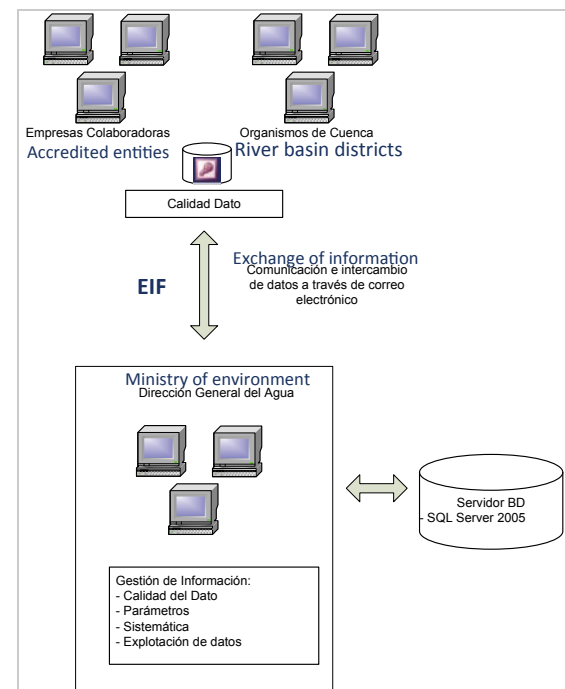 Empresas Colaboradoras
Accredited entities
Organismos de Cuenca
River basin districts
Calidad Dato
EIF
Exchange of information
Comunicación e intercambio
de datos a través de correo
electrónico
Ministry of environment
Dirección General del Agua
Servidor BD
- SQL Server 2005
Gestión de Información:
- Calidad del Dato
- Parámetros
- Sistemática
- Explotación de datos